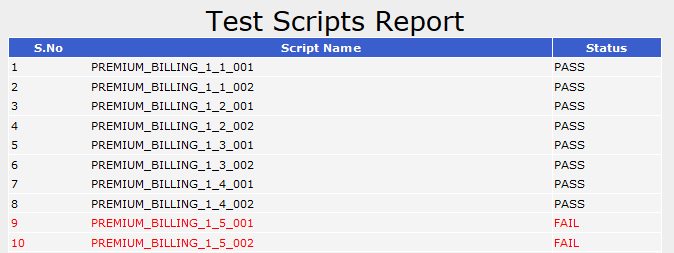 Test Scripts Report
S.No Script Name Status
1 PREMIUM_BILLING_1_1_001 PASS
2 PREMIUM_BILLING_1_1_002 PASS
3 PREMIUM_BILLING_1_2_001 PASS
4 PREMIUM_BILLING_1_2_002 PASS
5 PREMIUM_BILLING_1_3_001 PASS
6 PREMIUM_BILLING_1_3_002 PASS
7 PREMIUM_BILLING_1_4_001 PASS
8 PREMIUM_BILLING_1_4_002 PASS
9 PREMIUM_BILLING_1_5_001 FAIL
10 PREMIUM_BILLING_1_5_002 FAIL